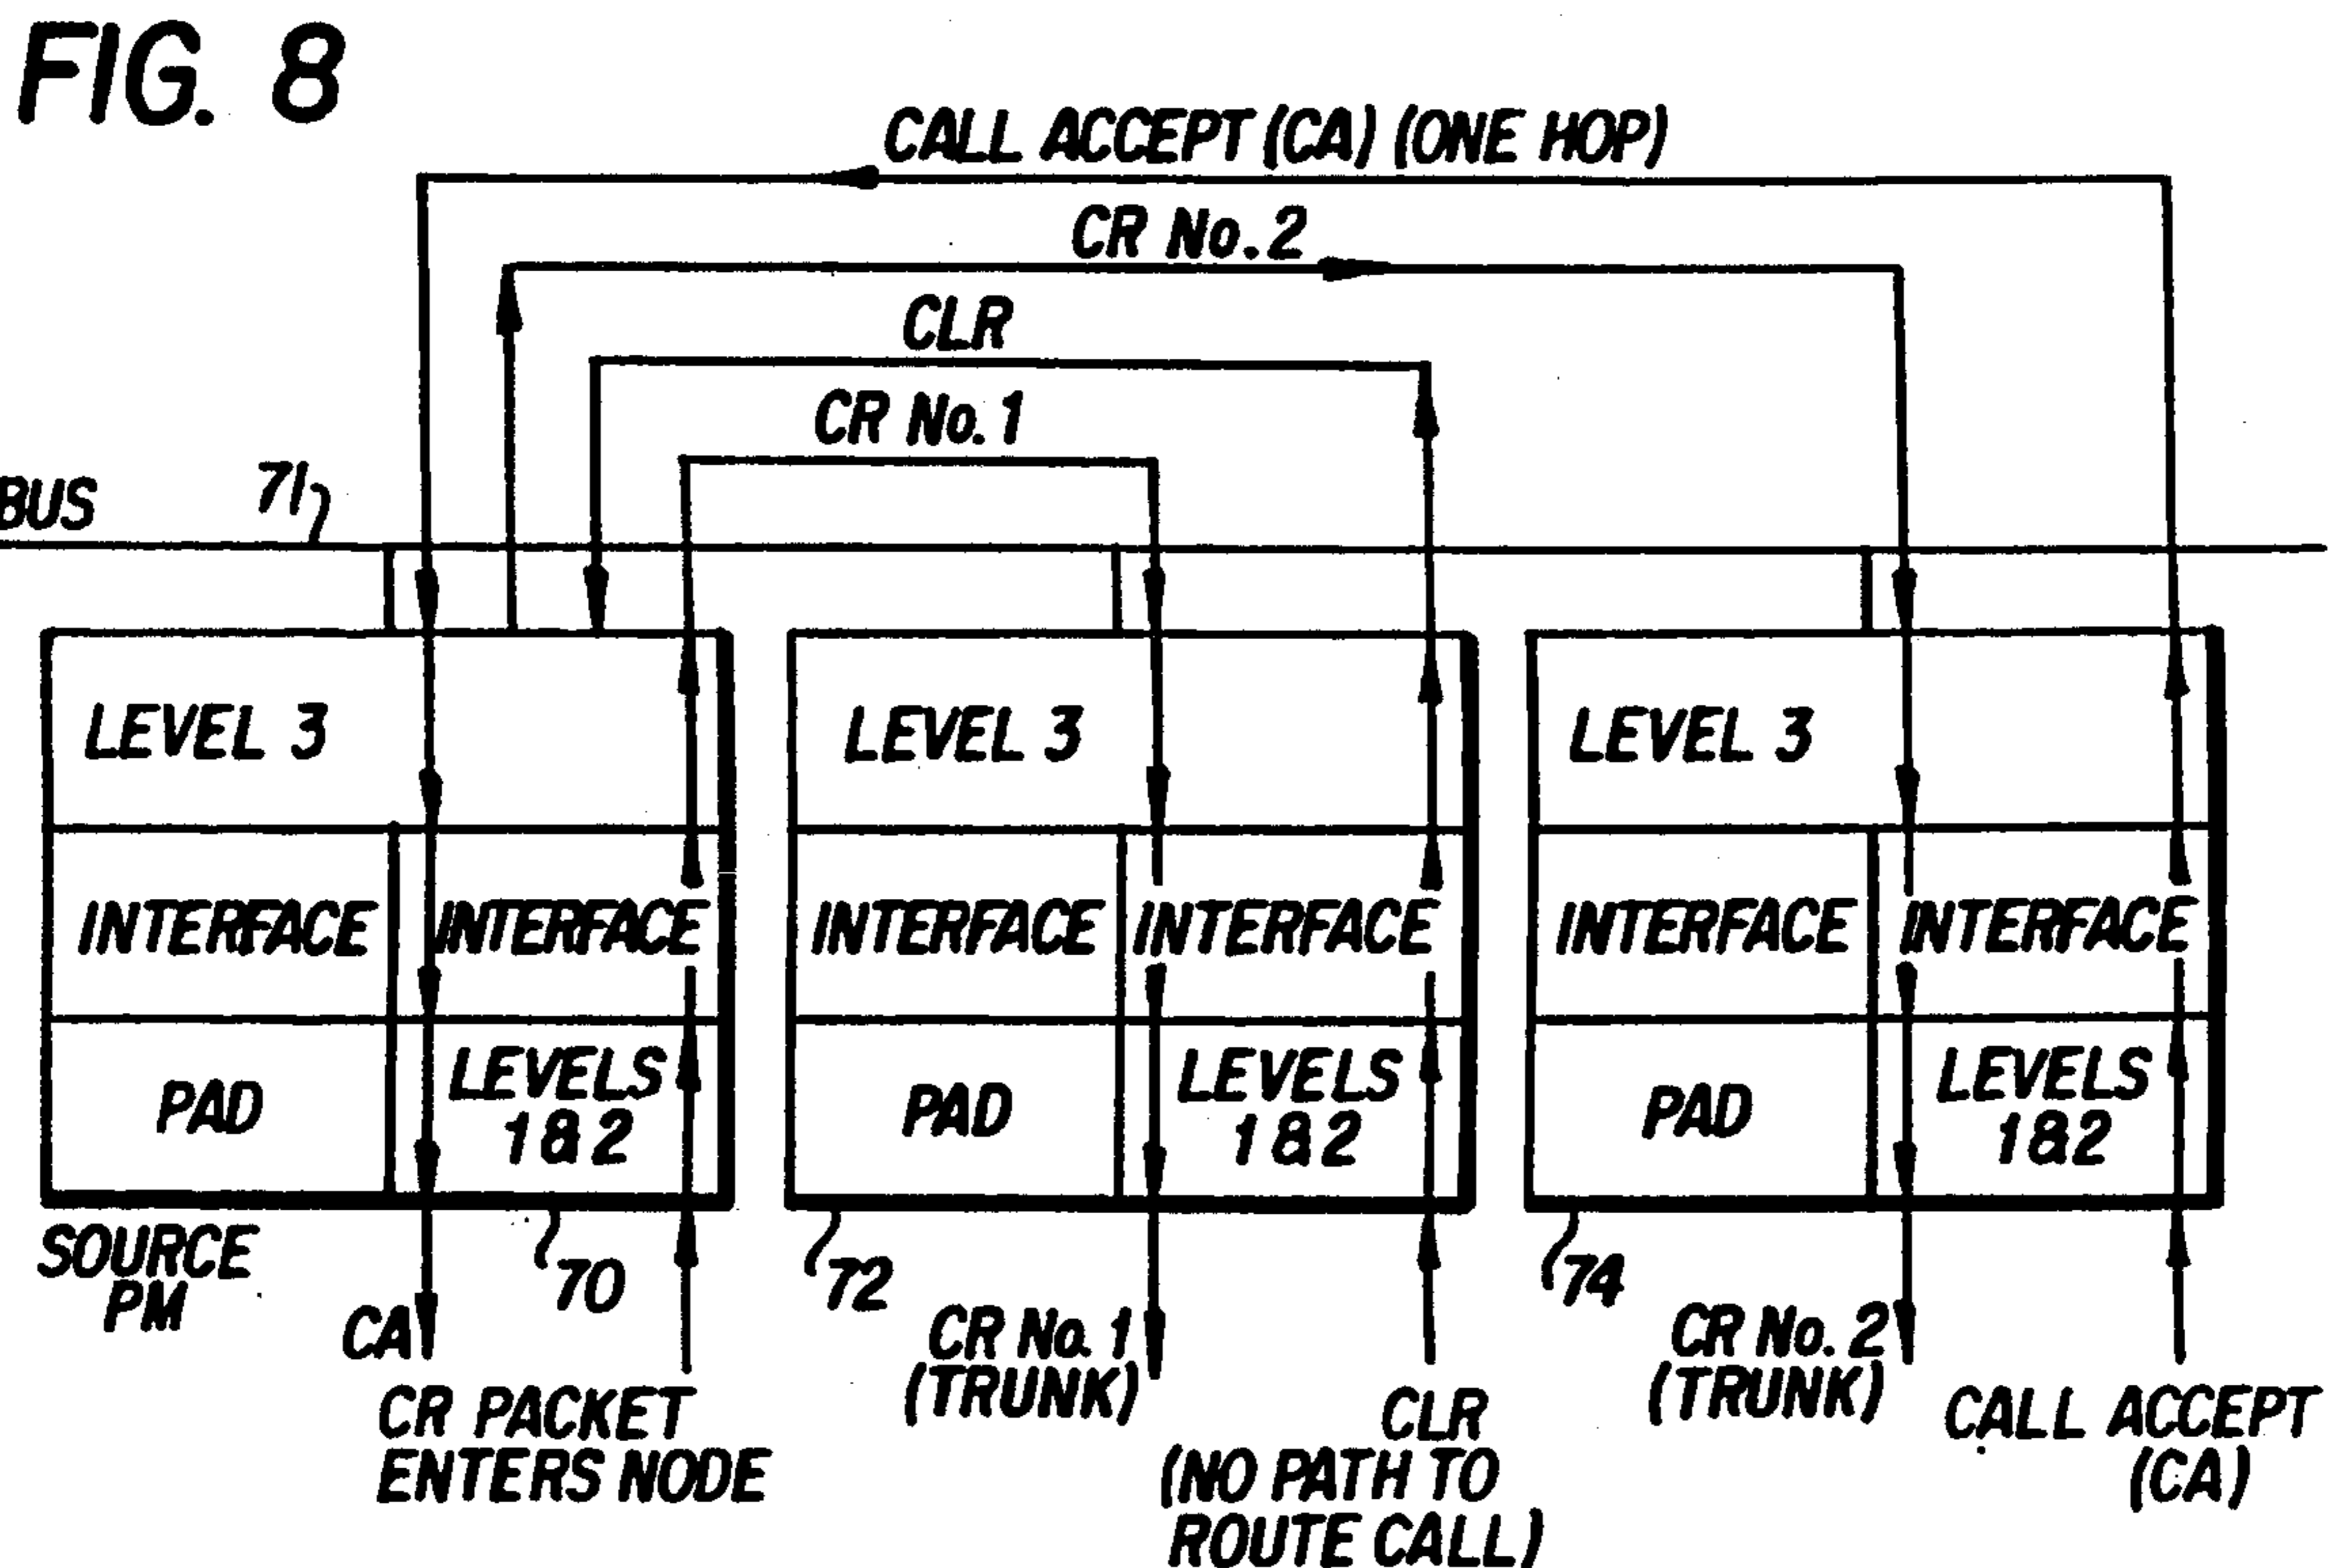 FIG. 8
CALL ACCEPT (CA) (ONE HOP)
CR No. 2
CLR
CR No. 1
BUS
71
LEVEL 3
LEVEL 3
LEVEL 3
INTERFACE
INTERFACE
INTERFACE
INTERFACE
INTERFACE
INTERFACE
PAD
LEVELS
1 & 2
PAD
LEVELS
1 & 2
PAD
LEVELS
1 & 2
SOURCE
PM
CA
70
CR PACKET
ENTERS NODE
72
CR No. 1
(TRUNK)
CLR
(NO PATH TO
ROUTE CALL)
74
CR No. 2
(TRUNK)
CALL ACCEPT
(CA)